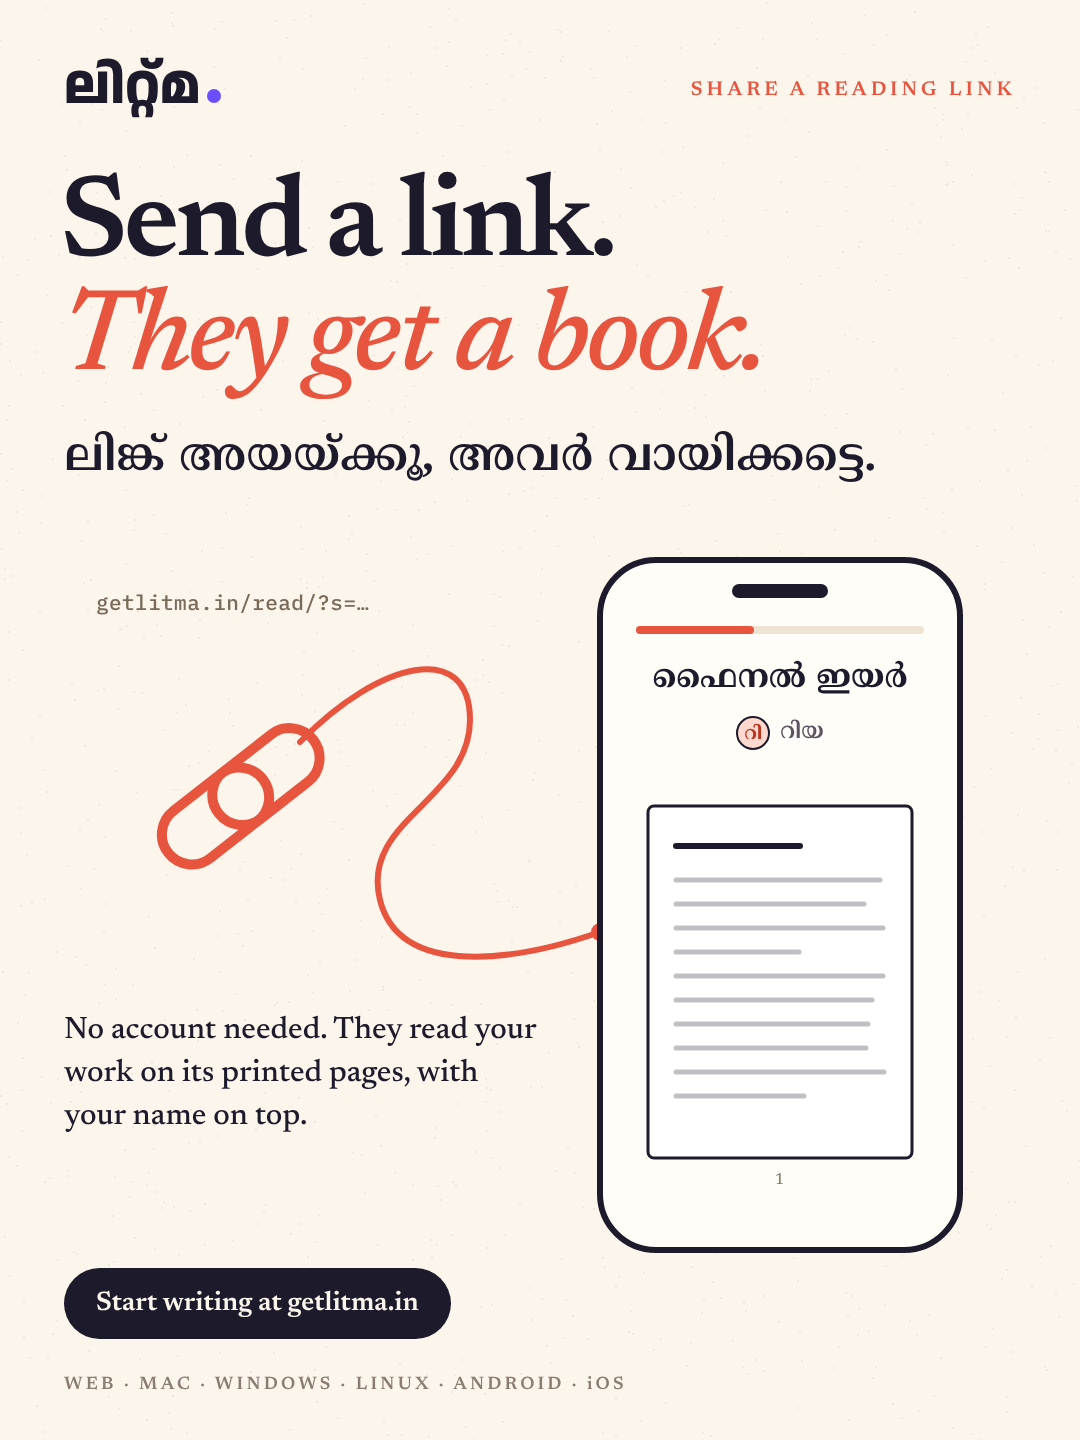 ലിറ്റ്മ.
SHARE A READING LINK
Send a link.
They get a book.
ലിങ്ക് അയയ്ക്കൂ, അവർ വായിക്കട്ടെ.
getlitma.in/read/?s=…
ഫൈനൽ ഇയർ
റി റിയ
1
No account needed. They read your
work on its printed pages, with
your name on top.
Start writing at getlitma.in
WEB · MAC · WINDOWS · LINUX · ANDROID · iOS